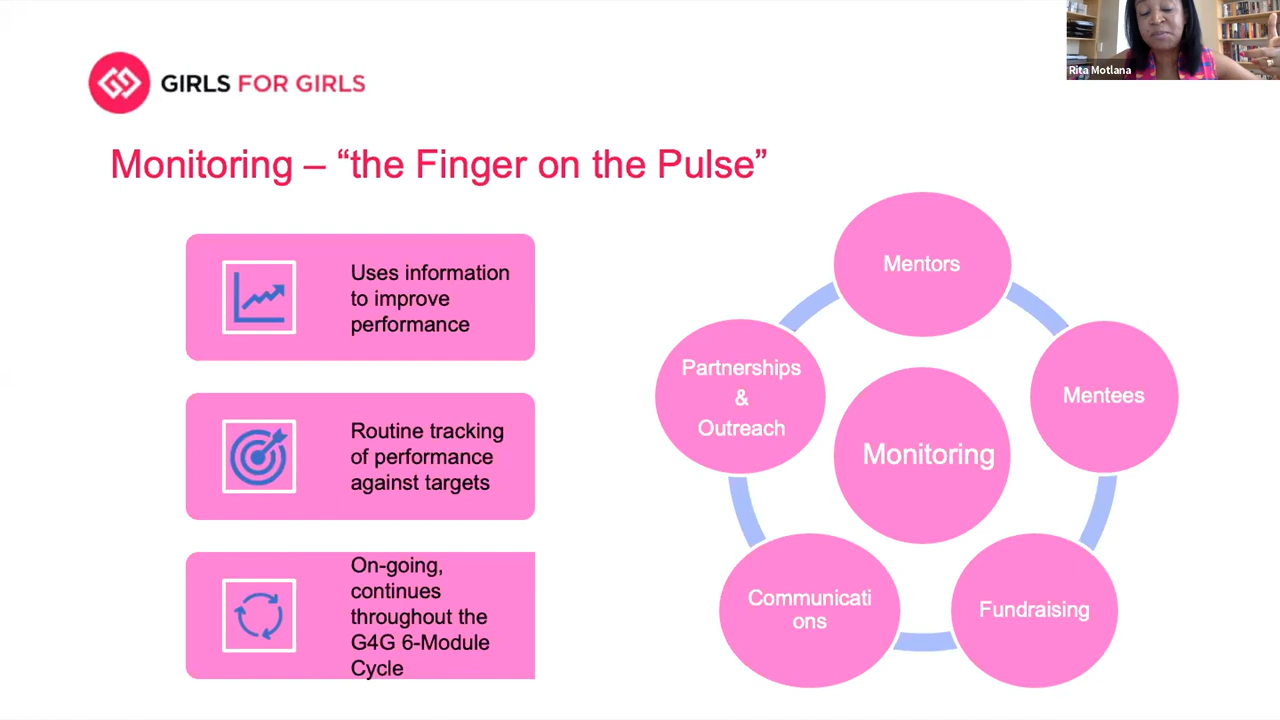 GIRLS FOR GIRLS
Rita Motlana
Monitoring – “the Finger on the Pulse”
Uses information
to improve
performance
Routine tracking
of performance
against targets
On-going,
continues
throughout the
G4G 6-Module
Cycle
Mentors
Mentees
Fundraising
Communicati
ons
Partnerships
&
Outreach
Monitoring